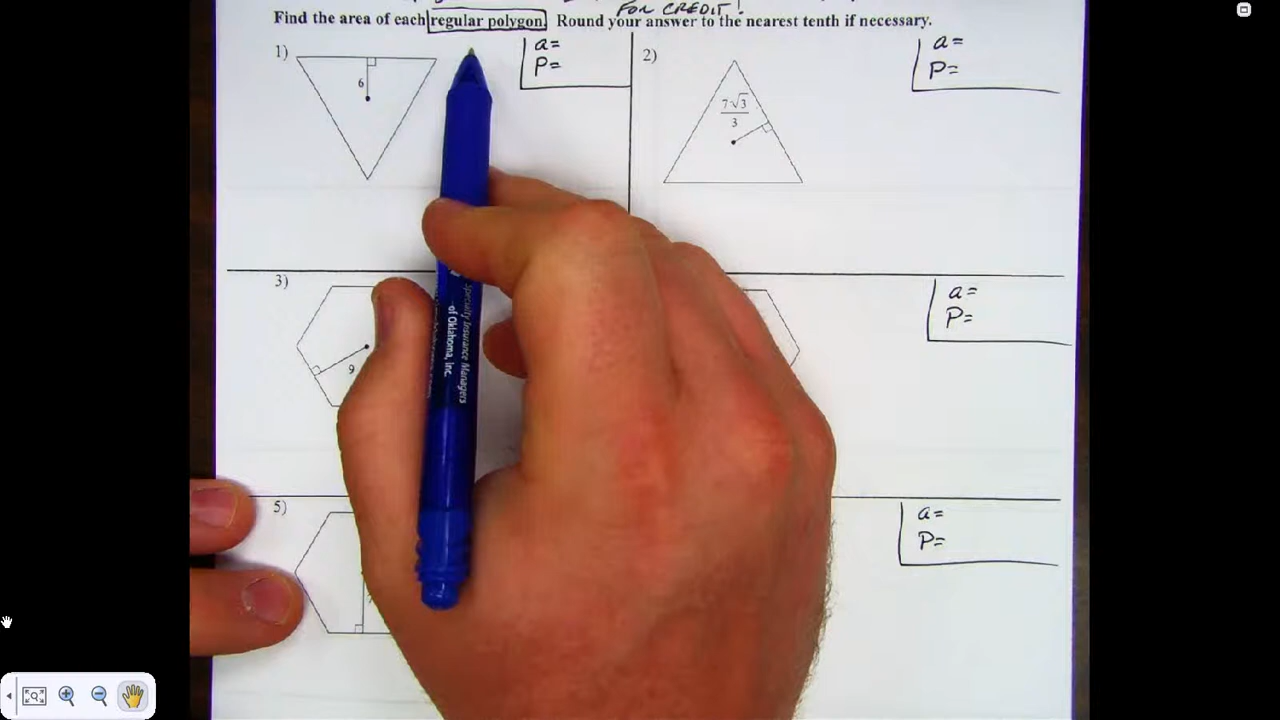 FOR CREDIT!
Find the area of each regular polygon. Round your answer to the nearest tenth if necessary.
1)
6
a=
P=
2)
7√3
3
a=
P=
3)
9
a=
P=
5)
a=
P=
Specialty Insurance Managers
of Oklahoma, Inc.